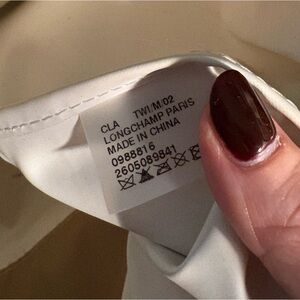 CLA TWI/M/02
LONGCHAMP PARIS
MADE IN CHINA
0988816
2605089841